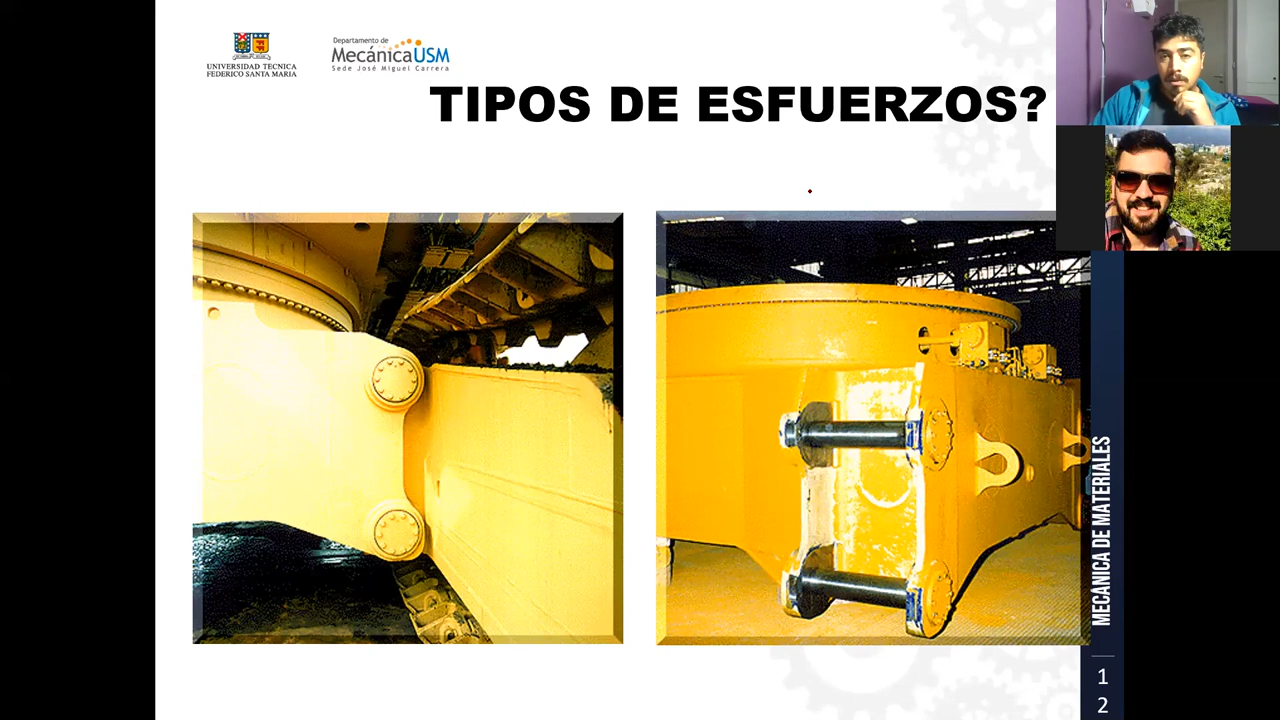 UNIVERSIDAD TECNICA
FEDERICO SANTA MARIA
Departamento de
MecánicaUSM
Sede José Miguel Carrera
TIPOS DE ESFUERZOS?
MECÁNICA DE MATERIALES
1
2